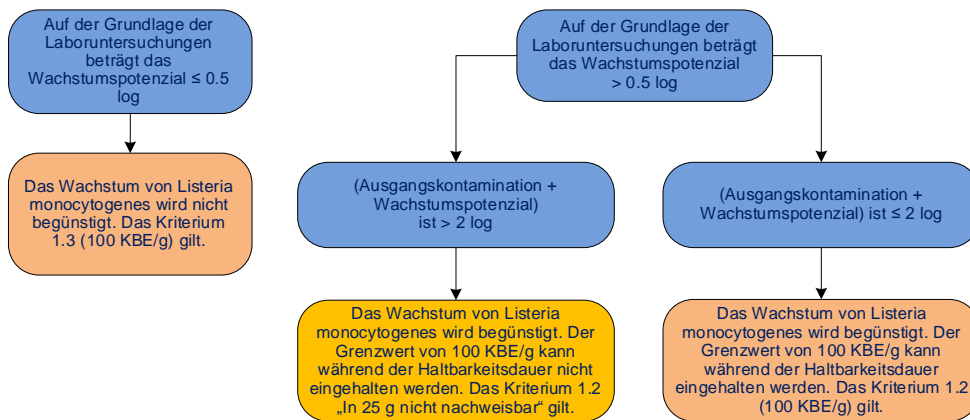 Auf der Grundlage der
Laboruntersuchungen
beträgt das
Wachstumspotenzial ≤ 0.5
log
Das Wachstum von Listeria
monocytogenes wird nicht
begünstigt. Das Kriterium
1.3 (100 KBE/g) gilt.
Auf der Grundlage der
Laboruntersuchungen beträgt
das Wachstumspotenzial
> 0.5 log
(Ausgangskontamination +
Wachstumspotenzial)
ist > 2 log
(Ausgangskontamination +
Wachstumspotenzial) ist ≤ 2 log
Das Wachstum von Listeria
monocytogenes wird begünstigt. Der
Grenzwert von 100 KBE/g kann
während der Haltbarkeitsdauer nicht
eingehalten werden. Das Kriterium 1.2
„In 25 g nicht nachweisbar“ gilt.
Das Wachstum von Listeria
monocytogenes wird begünstigt. Der
Grenzwert von 100 KBE/g kann
während der Haltbarkeitsdauer
eingehalten werden. Das Kriterium 1.2
(100 KBE/g) gilt.